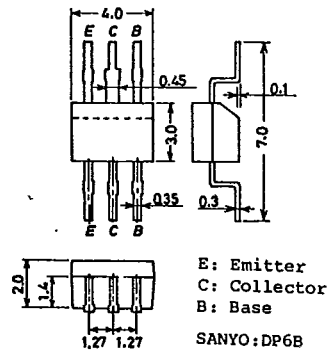 4.0
E C B
0.45
0.1
3.0
7.0
0.35
0.3
E C B
2.0
1.4
1.27 1.27
E: Emitter
C: Collector
B: Base
SANYO:DP6B